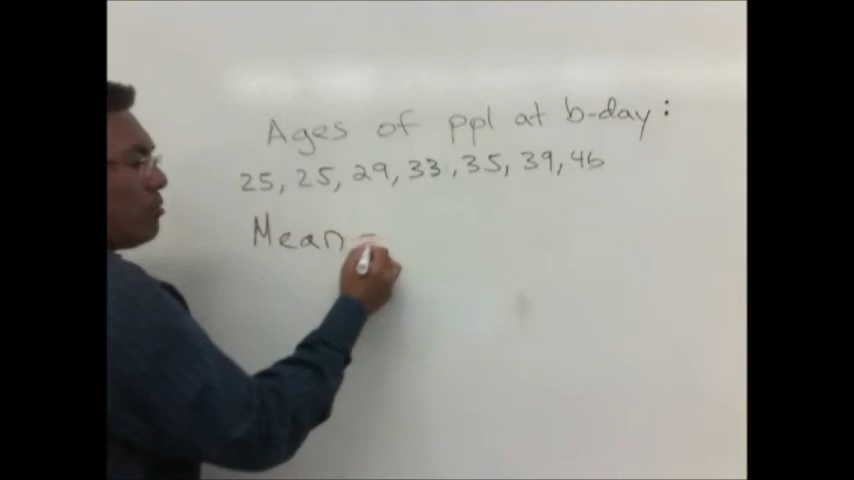 Ages of ppl at b-day:
25, 25, 29, 33, 35, 39, 46
Mean =